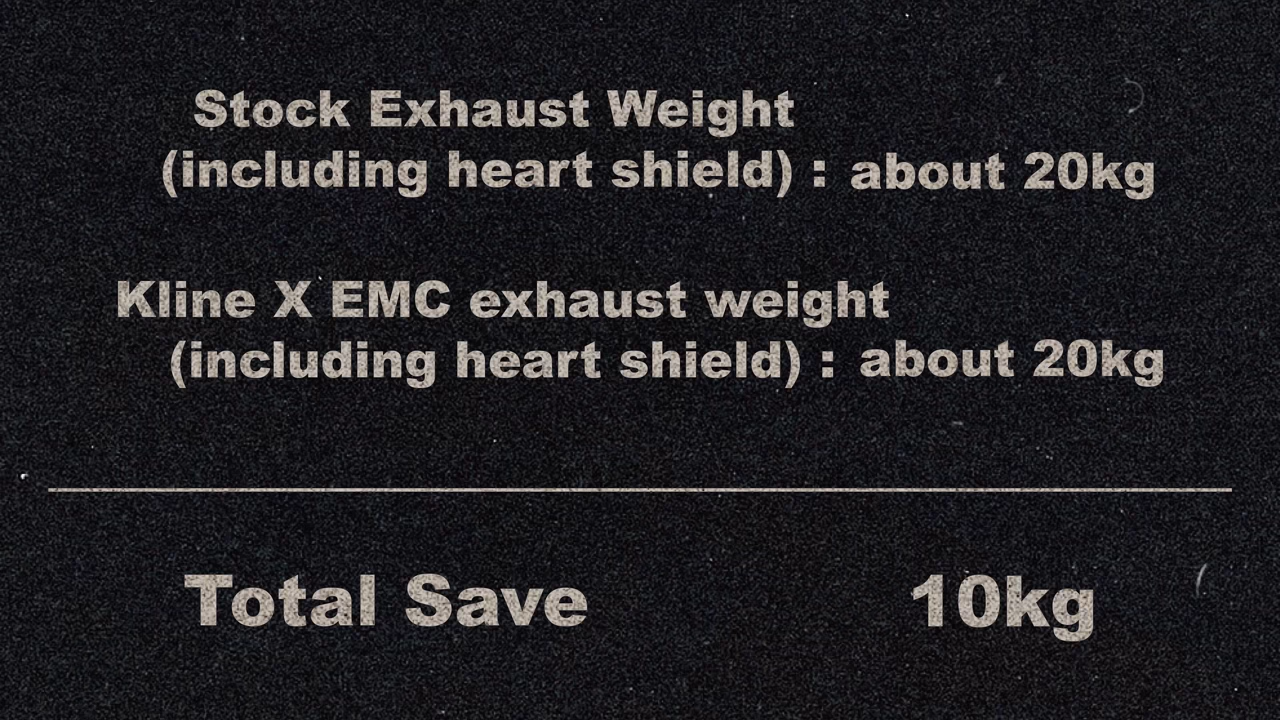 Stock Exhaust Weight
(including heart shield) : about 20kg
Kline X EMC exhaust weight
(including heart shield) : about 20kg
Total Save 10kg